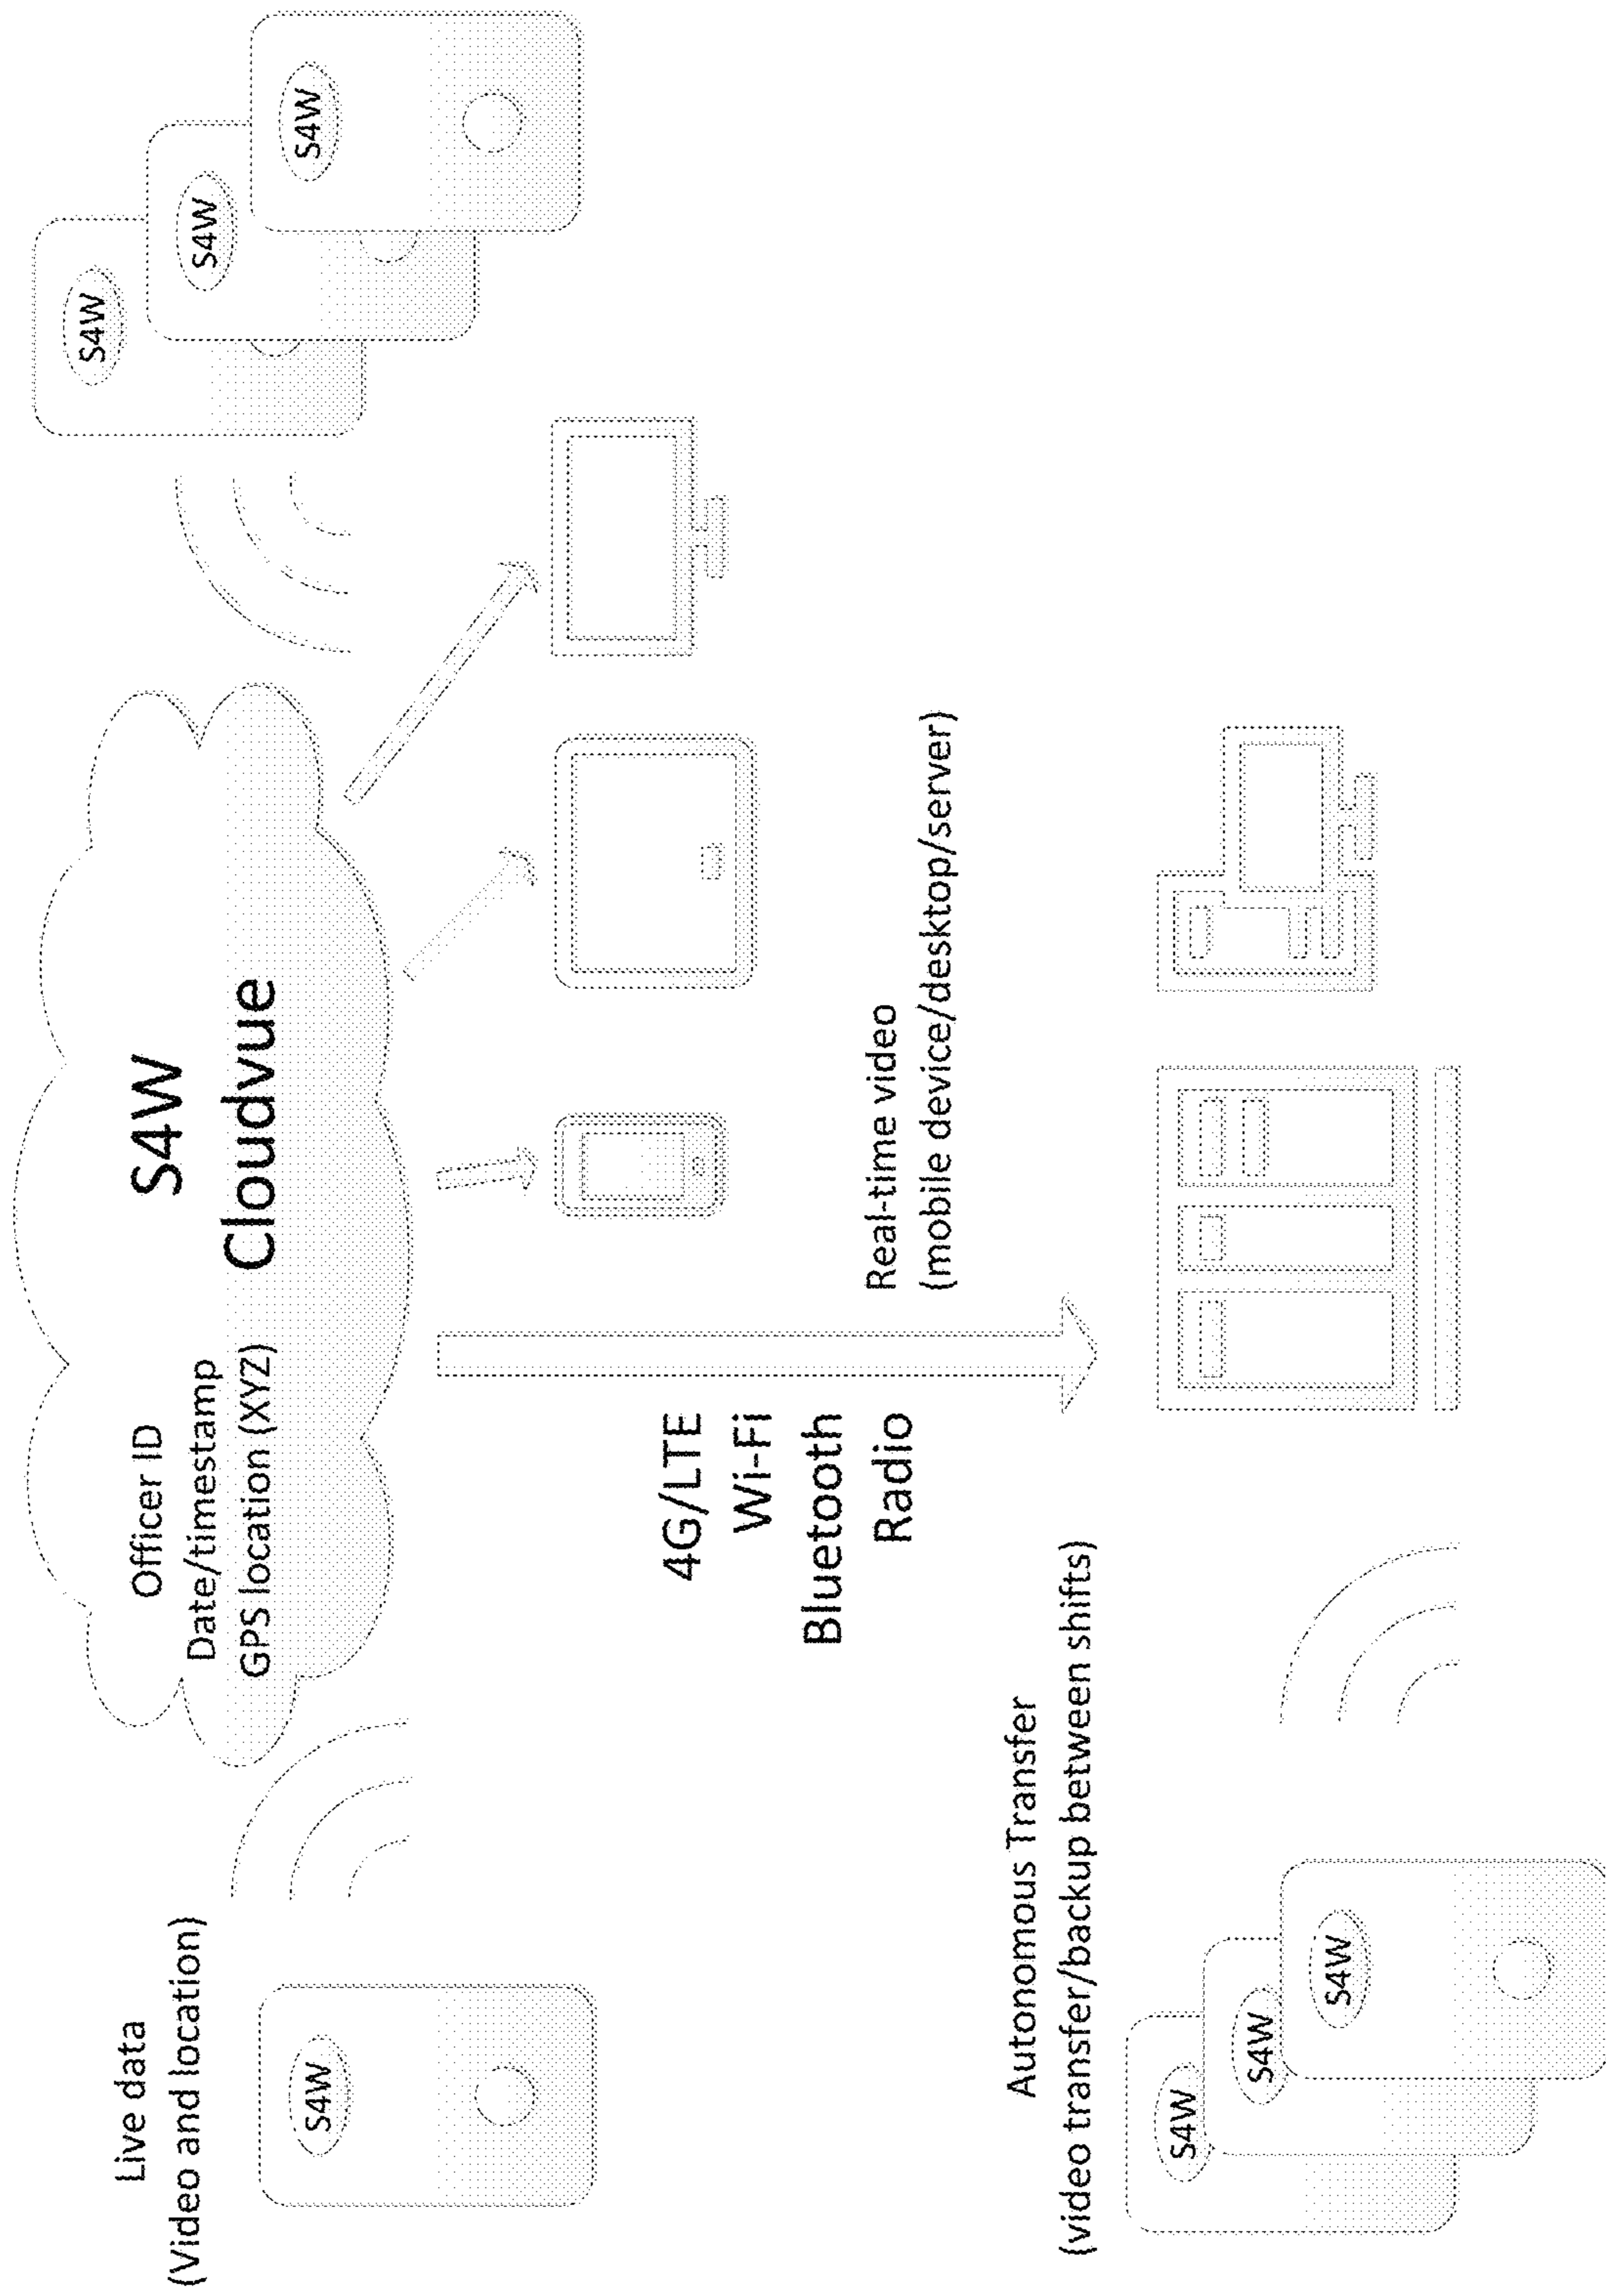 Live data
(Video and location)
S4W
Officer ID
Date/timestamp
GPS location (XYZ)
S4W
Cloudvue
S4W
S4W
S4W
4G/LTE
Wi-Fi
Bluetooth
Radio
Real-time video
(mobile device/desktop/server)
Autonomous Transfer
(video transfer/backup between shifts)
S4W
S4W
S4W